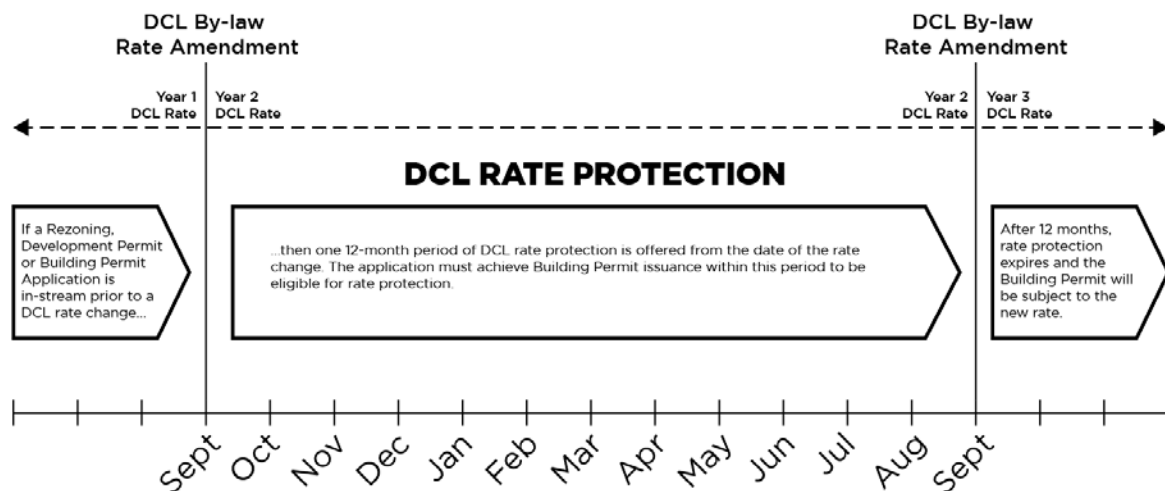 DCL By-law
Rate Amendment
DCL By-law
Rate Amendment
Year 1
DCL Rate
Year 2
DCL Rate
Year 2
DCL Rate
Year 3
DCL Rate
DCL RATE PROTECTION
If a Rezoning,
Development Permit
or Building Permit
Application is
in-stream prior to a
DCL rate change...
...then one 12-month period of DCL rate protection is offered from the date of the rate
change. The application must achieve Building Permit issuance within this period to be
eligible for rate protection.
After 12 months,
rate protection
expires and the
Building Permit will
be subject to the
new rate.
Sept
Oct
Nov
Dec
Jan
Feb
Mar
Apr
May
Jun
Jul
Aug
Sept